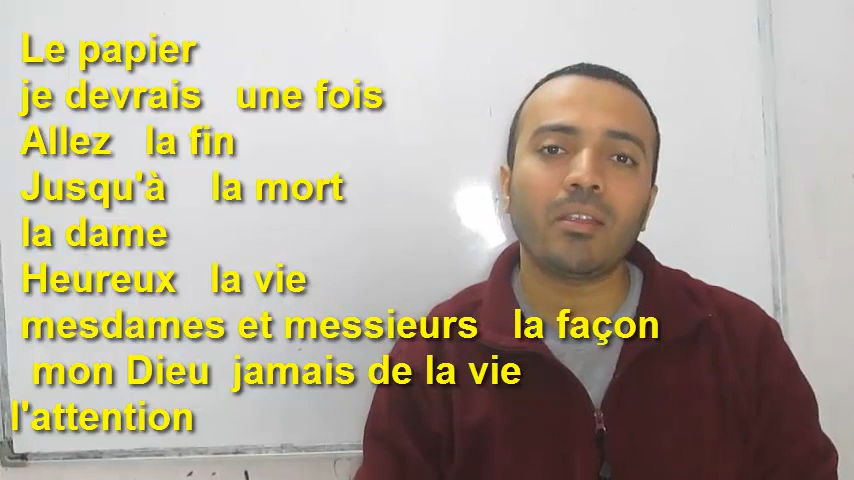 Le papier
je devrais une fois
Allez la fin
Jusqu'à la mort
la dame
Heureux la vie
mesdames et messieurs la façon
mon Dieu jamais de la vie
l'attention